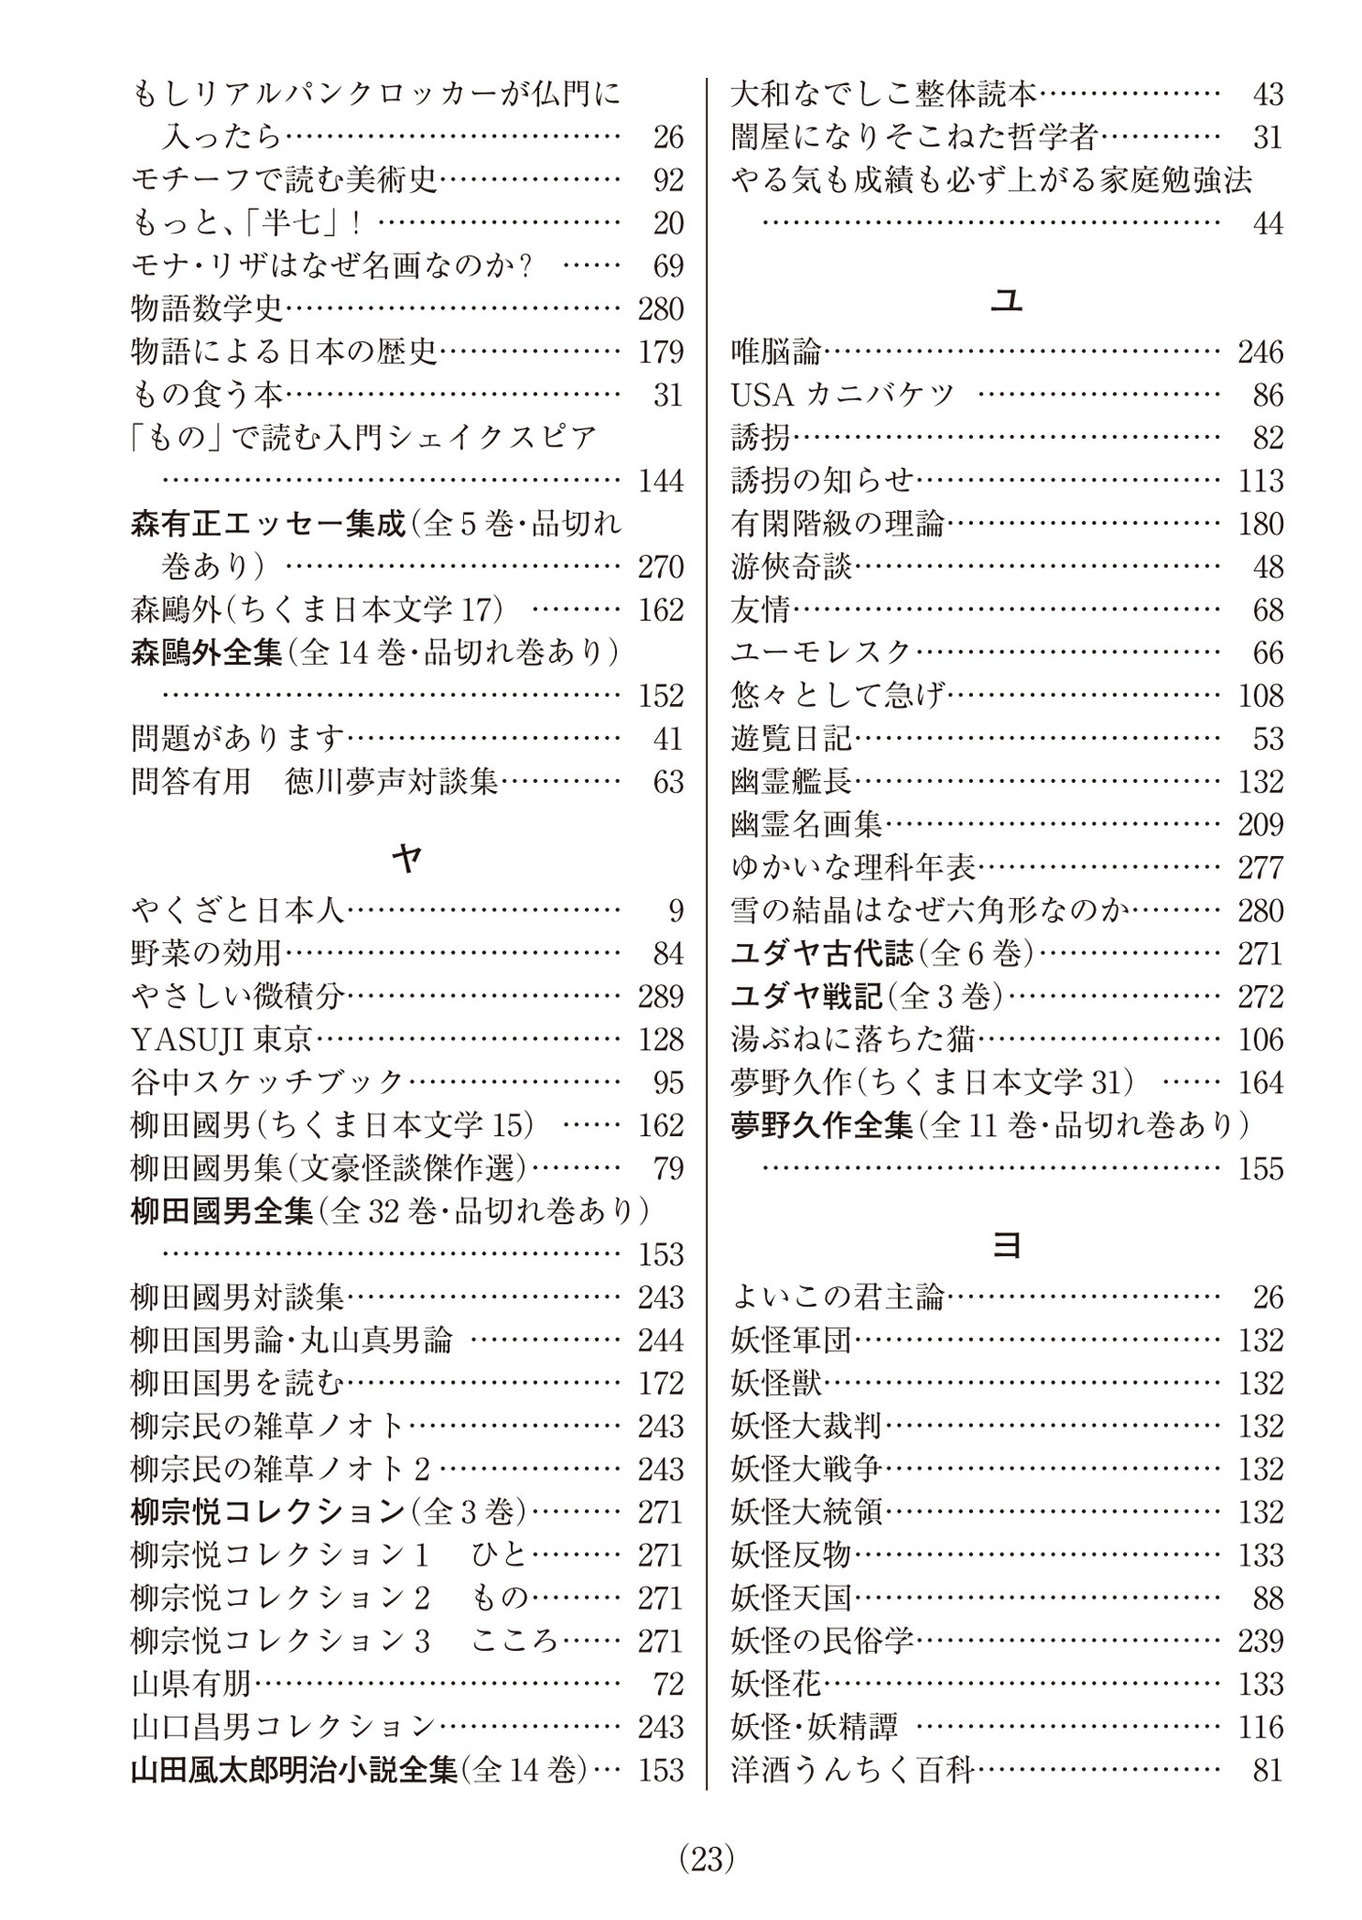 もしリアルパンクロッカーが仏門に
入ったら…………………………… 26
モチーフで読む美術史……………… 92
もっと、「半七」! …………………… 20
モナ・リザはなぜ名画なのか? …… 69
物語数学史…………………………… 280
物語による日本の歴史……………… 179
もの食う本…………………………… 31
「もの」で読む入門シェイクスピア
……………………………………… 144
森有正エッセー集成(全5巻・品切れ
巻あり) …………………………… 270
森鷗外(ちくま日本文学17) ……… 162
森鷗外全集(全14巻・品切れ巻あり)
……………………………………… 152
問題があります……………………… 41
問答有用　徳川夢声対談集………… 63
ヤ
やくざと日本人……………………… 9
野菜の効用…………………………… 84
やさしい微積分……………………… 289
YASUJI東京………………………… 128
谷中スケッチブック………………… 95
柳田國男(ちくま日本文学15) …… 162
柳田國男集(文豪怪談傑作選)……… 79
柳田國男全集(全32巻・品切れ巻あり)
……………………………………… 153
柳田國男対談集……………………… 243
柳田国男論・丸山真男論 …………… 244
柳田国男を読む……………………… 172
柳宗民の雑草ノオト………………… 243
柳宗民の雑草ノオト2……………… 243
柳宗悦コレクション(全3巻)……… 271
柳宗悦コレクション1　ひと……… 271
柳宗悦コレクション2　もの……… 271
柳宗悦コレクション3　こころ…… 271
山県有朋……………………………… 72
山口昌男コレクション……………… 243
山田風太郎明治小説全集(全14巻)… 153
大和なでしこ整体読本……………… 43
闇屋になりそこねた哲学者………… 31
やる気も成績も必ず上がる家庭勉強法
……………………………………… 44
ユ
唯脳論………………………………… 246
USAカニバケツ …………………… 86
誘拐…………………………………… 82
誘拐の知らせ………………………… 113
有閑階級の理論……………………… 180
游俠奇談……………………………… 48
友情…………………………………… 68
ユーモレスク………………………… 66
悠々として急げ……………………… 108
遊覧日記……………………………… 53
幽霊艦長……………………………… 132
幽霊名画集…………………………… 209
ゆかいな理科年表…………………… 277
雪の結晶はなぜ六角形なのか……… 280
ユダヤ古代誌(全6巻)……………… 271
ユダヤ戦記(全3巻)………………… 272
湯ぶねに落ちた猫…………………… 106
夢野久作(ちくま日本文学31) …… 164
夢野久作全集(全11巻・品切れ巻あり)
……………………………………… 155
ヨ
よいこの君主論……………………… 26
妖怪軍団……………………………… 132
妖怪獣………………………………… 132
妖怪大裁判…………………………… 132
妖怪大戦争…………………………… 132
妖怪大統領…………………………… 132
妖怪反物……………………………… 133
妖怪天国……………………………… 88
妖怪の民俗学………………………… 239
妖怪花………………………………… 133
妖怪・妖精譚 ………………………… 116
洋酒うんちく百科…………………… 81
(23)